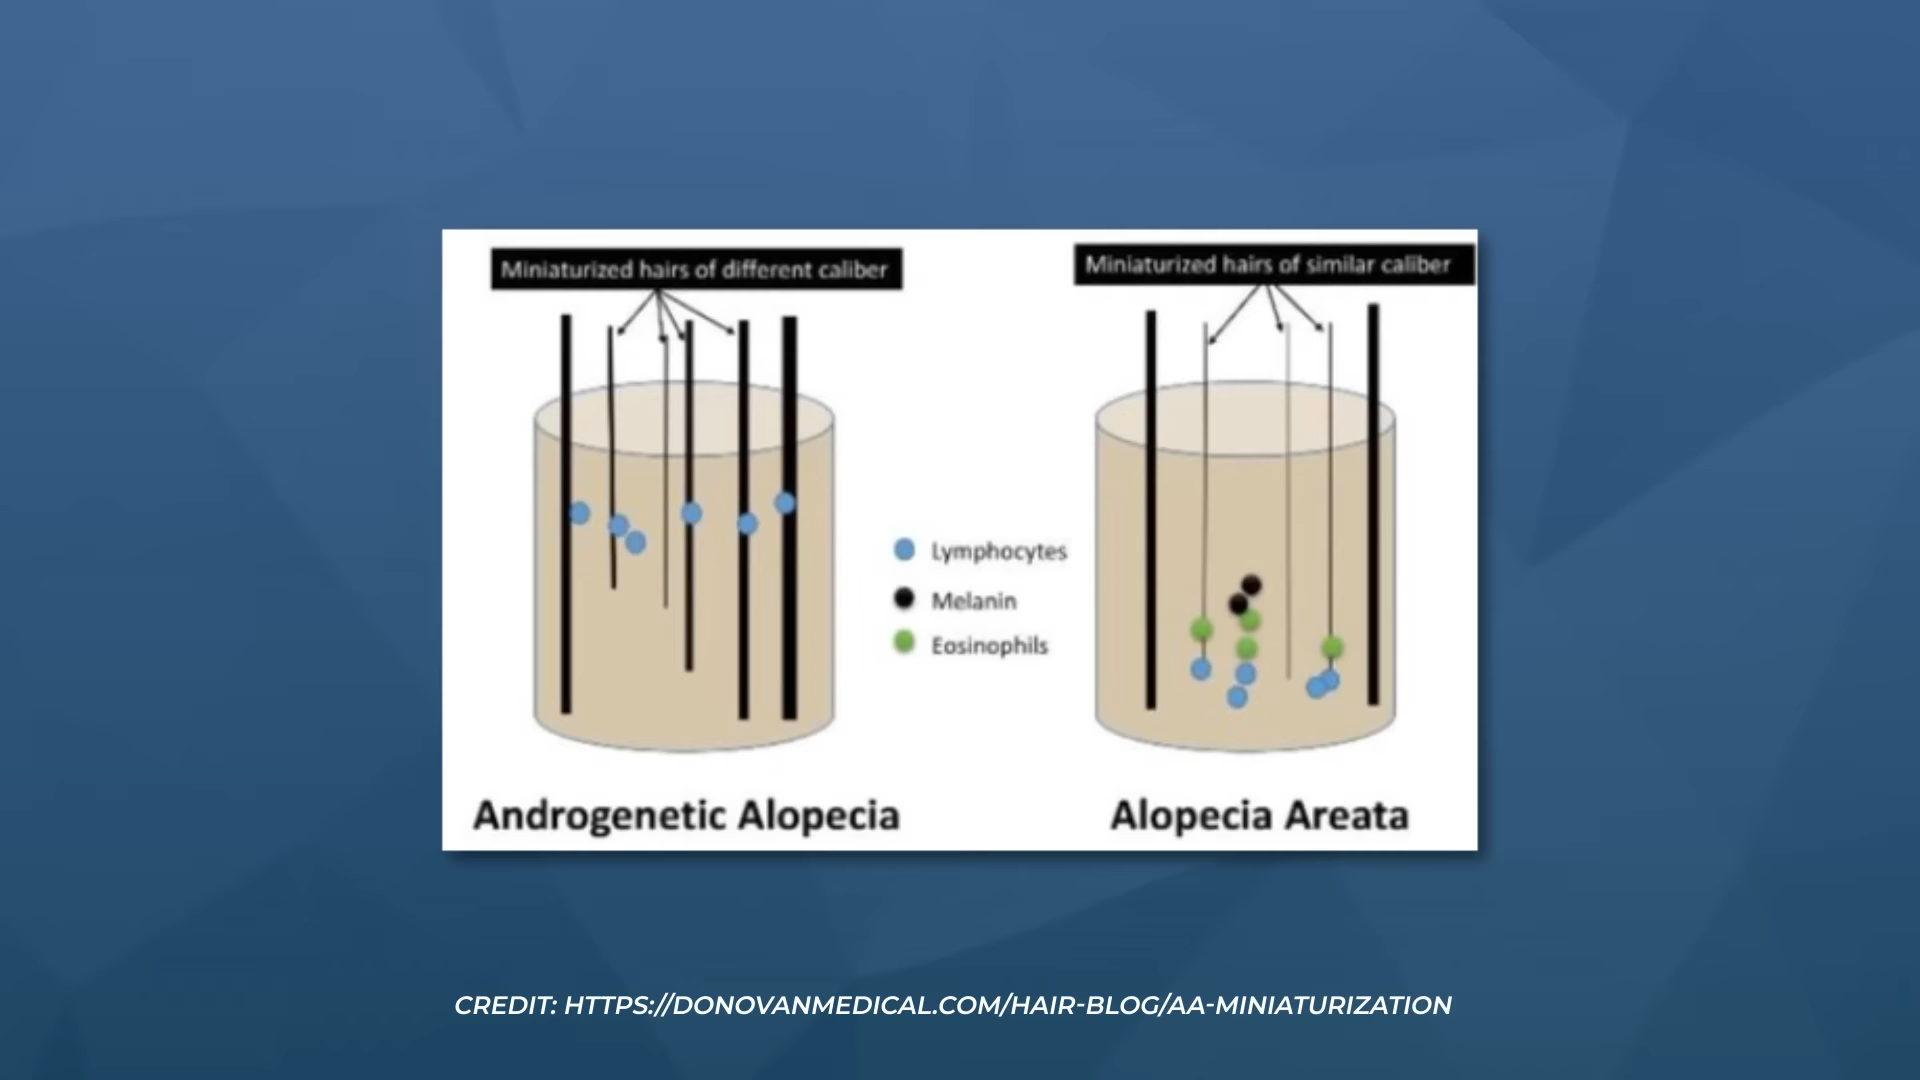 Miniaturized hairs of different caliber
Miniaturized hairs of similar caliber
Lymphocytes
Melanin
Eosinophils
Androgenetic Alopecia
Alopecia Areata
CREDIT: HTTPS://DONOVANMEDICAL.COM/HAIR-BLOG/AA-MINIATURIZATION